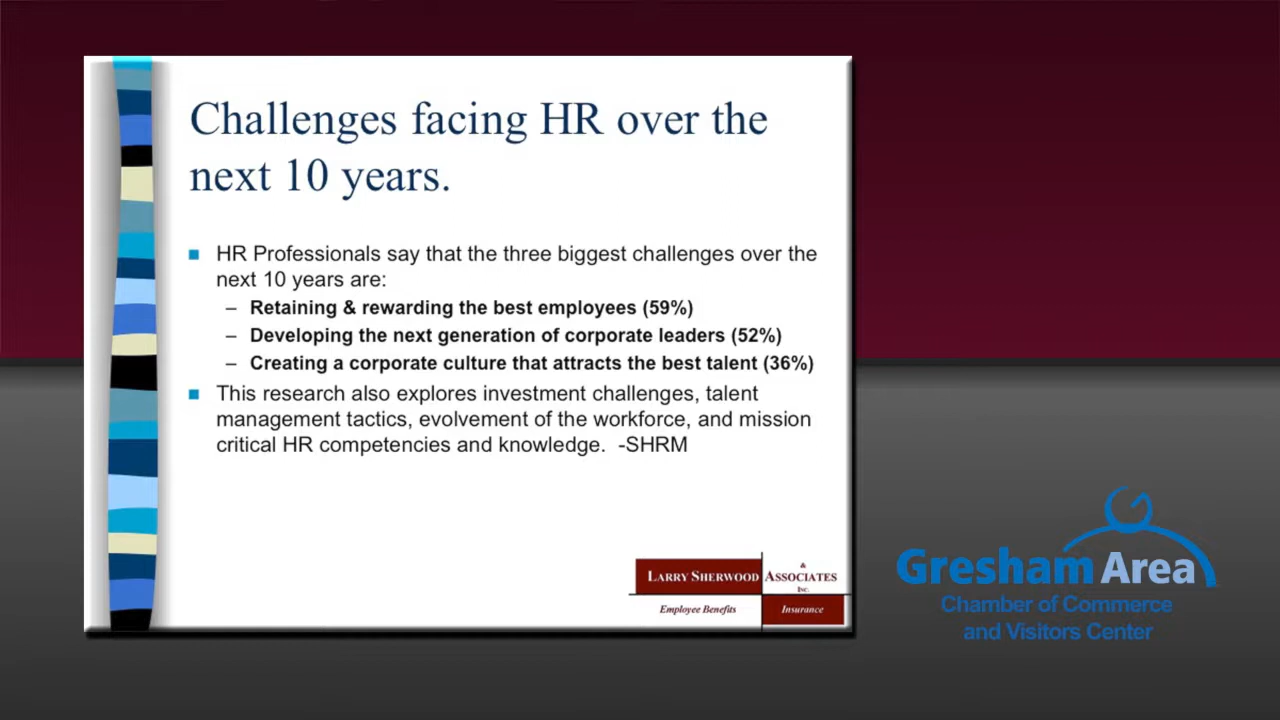 Challenges facing HR over the
next 10 years.
HR Professionals say that the three biggest challenges over the
next 10 years are:
– Retaining & rewarding the best employees (59%)
– Developing the next generation of corporate leaders (52%)
– Creating a corporate culture that attracts the best talent (36%)
This research also explores investment challenges, talent
management tactics, evolvement of the workforce, and mission
critical HR competencies and knowledge.  -SHRM
LARRY SHERWOOD & ASSOCIATES INC.
Employee Benefits Insurance
Gresham Area
Chamber of Commerce
and Visitors Center